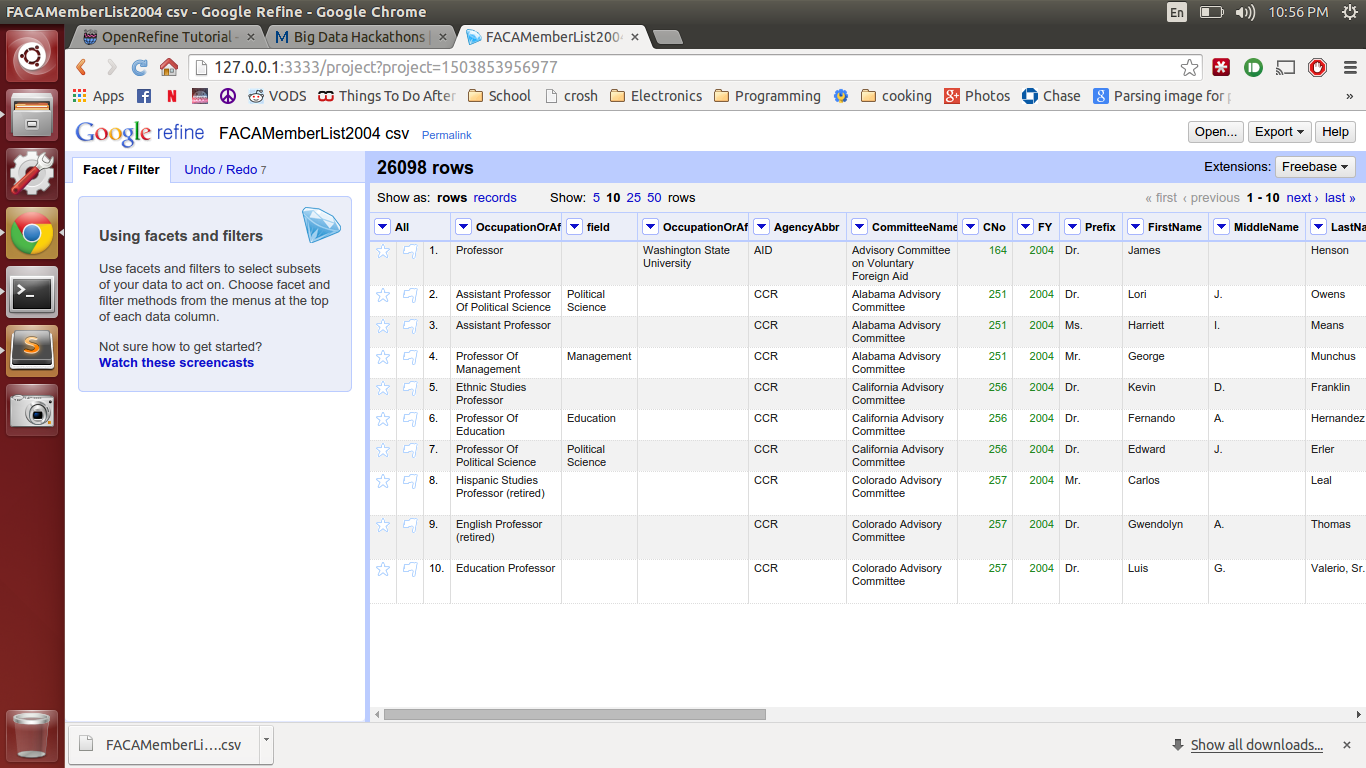 FACAMemberList2004 csv - Google Refine - Google Chrome
En
10:56 PM
OpenRefine Tutorial -
Big Data Hackathons |
FACAMemberList200
127.0.0.1:3333/project?project=1503853956977
Apps
VODS
Things To Do After
School
crosh
Electronics
Programming
cooking
Photos
Chase
Parsing image for p
»
Google refine
FACAMemberList2004 csv
Permalink
Open...
Export
Help
Facet / Filter
Undo / Redo 7
26098 rows
Extensions: Freebase
Show as: rows records
Show: 5 10 25 50 rows
« first ‹ previous 1 - 10 next › last »
Using facets and filters
Use facets and filters to select subsets
of your data to act on. Choose facet and
filter methods from the menus at the top
of each data column.
Not sure how to get started?
Watch these screencasts
All OccupationOrAf field OccupationOrAf AgencyAbbr CommitteeName CNo FY Prefix FirstName MiddleName LastNa
1. Professor Washington State AID Advisory Committee 164 2004 Dr. James Henson
University on Voluntary
Foreign Aid
2. Assistant Professor Political CCR Alabama Advisory 251 2004 Dr. Lori J. Owens
Of Political Science Science Committee
3. Assistant Professor CCR Alabama Advisory 251 2004 Ms. Harriett I. Means
Committee
4. Professor Of Management CCR Alabama Advisory 251 2004 Mr. George Munchus
Management Committee
5. Ethnic Studies CCR California Advisory 256 2004 Dr. Kevin D. Franklin
Professor Committee
6. Professor Of Education CCR California Advisory 256 2004 Dr. Fernando A. Hernandez
Education Committee
7. Professor Of Political CCR California Advisory 256 2004 Dr. Edward J. Erler
Political Science Science Committee
8. Hispanic Studies CCR Colorado Advisory 257 2004 Mr. Carlos Leal
Professor (retired) Committee
9. English Professor CCR Colorado Advisory 257 2004 Dr. Gwendolyn A. Thomas
(retired) Committee
10. Education Professor CCR Colorado Advisory 257 2004 Dr. Luis G. Valerio, Sr.
Committee
FACAMemberLi....csv
Show all downloads...